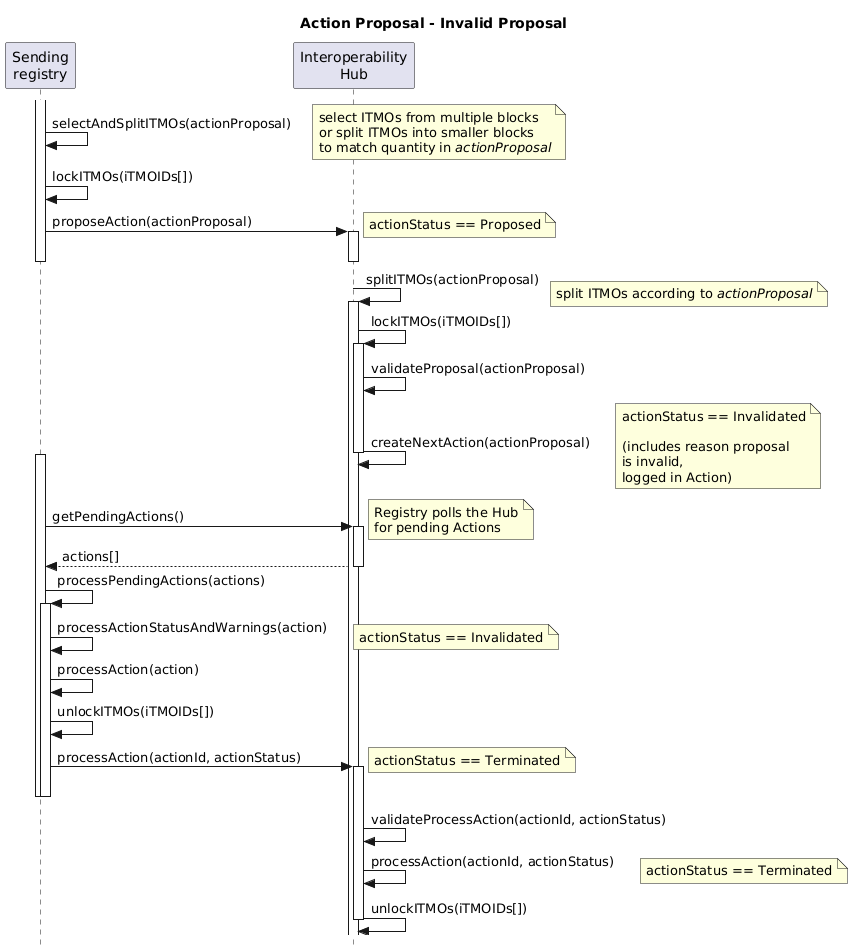 Action Proposal - Invalid Proposal
Sending
registry
Interoperability
Hub
selectAndSplitITMOs(actionProposal)
select ITMOs from multiple blocks
or split ITMOs into smaller blocks
to match quantity in actionProposal
lockITMOs(iTMOIDs[])
proposeAction(actionProposal)
actionStatus == Proposed
splitITMOs(actionProposal)
split ITMOs according to actionProposal
lockITMOs(iTMOIDs[])
validateProposal(actionProposal)
createNextAction(actionProposal)
actionStatus == Invalidated
(includes reason proposal
is invalid,
logged in Action)
getPendingActions()
Registry polls the Hub
for pending Actions
actions[]
processPendingActions(actions)
processActionStatusAndWarnings(action)
actionStatus == Invalidated
processAction(action)
unlockITMOs(iTMOIDs[])
processAction(actionId, actionStatus)
actionStatus == Terminated
validateProcessAction(actionId, actionStatus)
processAction(actionId, actionStatus)
actionStatus == Terminated
unlockITMOs(iTMOIDs[])